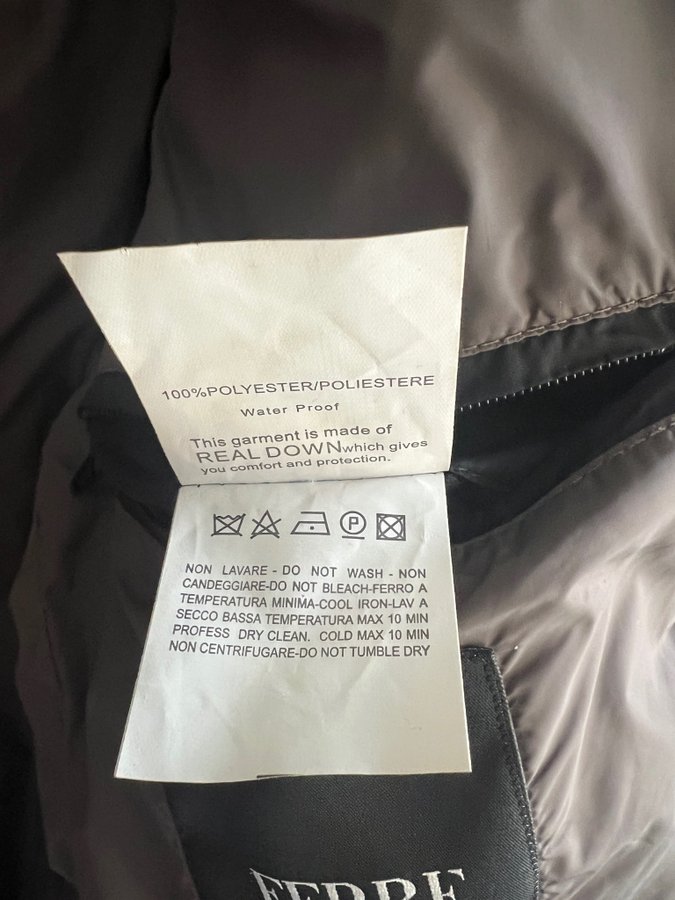 100%POLYESTER/POLIESTERE
Water Proof
This garment is made of
REAL DOWN which gives
you comfort and protection.
P
NON LAVARE - DO NOT WASH - NON
CANDEGGIARE-DO NOT BLEACH-FERRO A
TEMPERATURA MINIMA-COOL IRON-LAV A
SECCO BASSA TEMPERATURA MAX 10 MIN
PROFESS DRY CLEAN. COLD MAX 10 MIN
NON CENTRIFUGARE-DO NOT TUMBLE DRY
FERRE